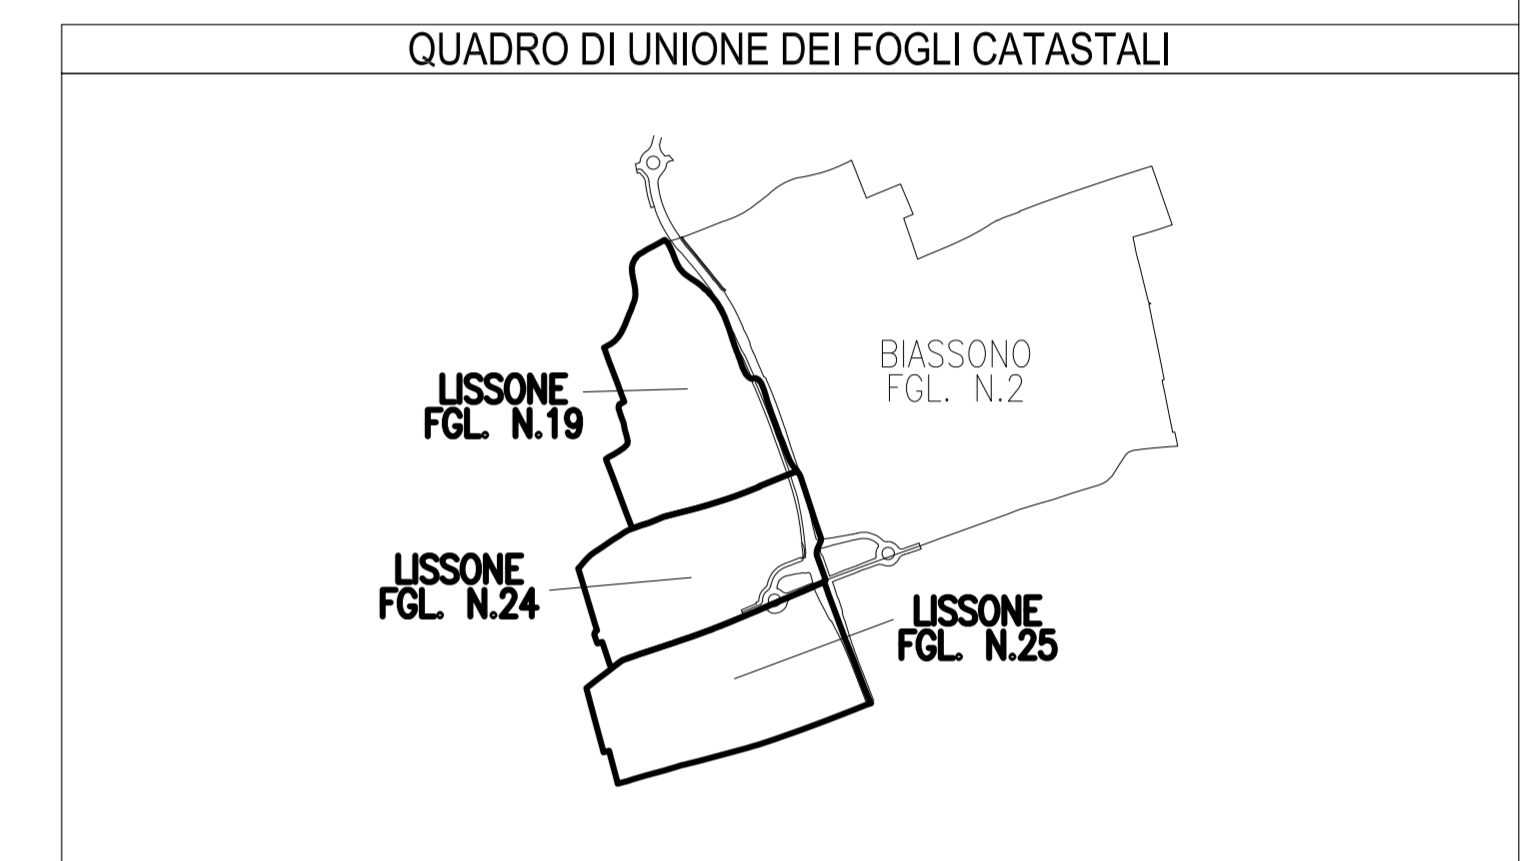 QUADRO DI UNIONE DEI FOGLI CATASTALI
BIASSONO
FGL. N.2
LISSONE
FGL. N.19
LISSONE
FGL. N.24
LISSONE
FGL. N.25